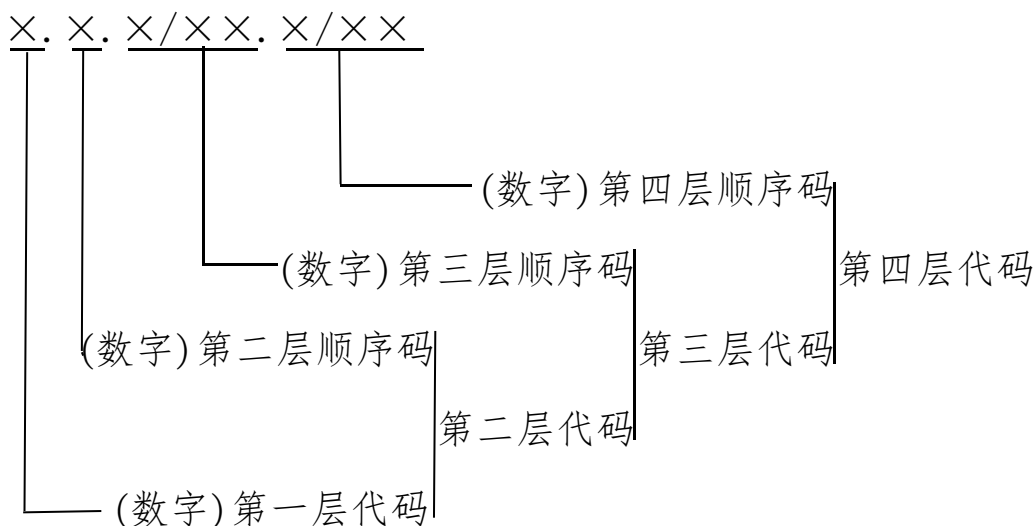 ×.×.×/××.×/××
(数字)第四层顺序码
第四层代码
(数字)第三层顺序码
第三层代码
(数字)第二层顺序码
第二层代码
(数字)第一层代码